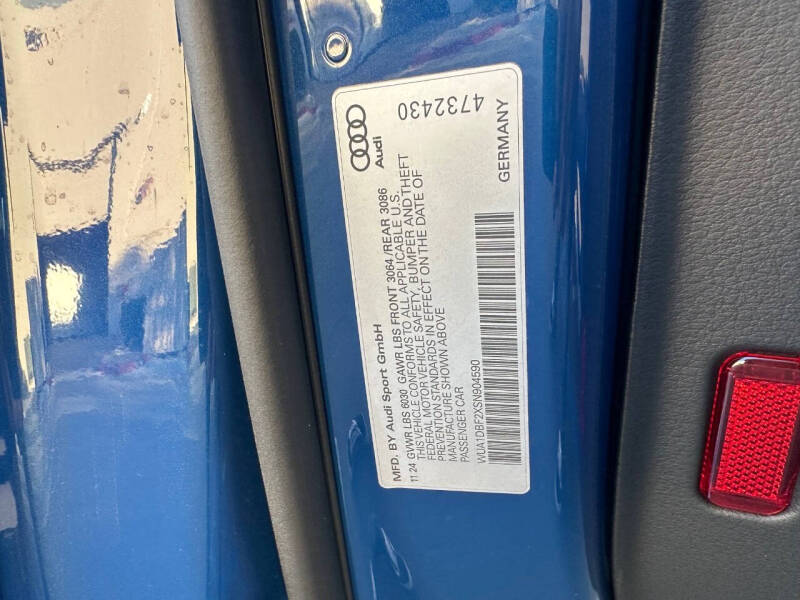 Audi
4732430
MFD. BY Audi Sport GmbH
11 24 GVWR LBS 6030 GAWR LBS FRONT 3064/REAR 3086
THIS VEHICLE CONFORMS TO ALL APPLICABLE U.S.
FEDERAL MOTOR VEHICLE SAFETY, BUMPER AND THEFT
PREVENTION STANDARDS IN EFFECT ON THE DATE OF
MANUFACTURE SHOWN ABOVE
PASSENGER CAR
WUA1DBF2XSN904590
GERMANY